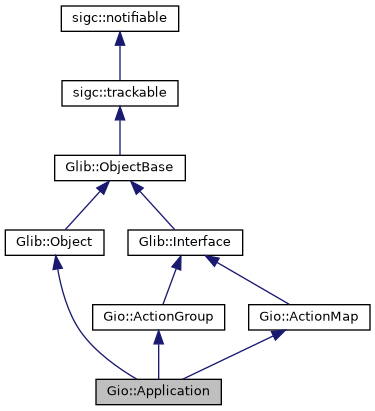 sigc::notifiable
sigc::trackable
Glib::ObjectBase
Glib::Object
Glib::Interface
Gio::ActionGroup
Gio::ActionMap
Gio::Application